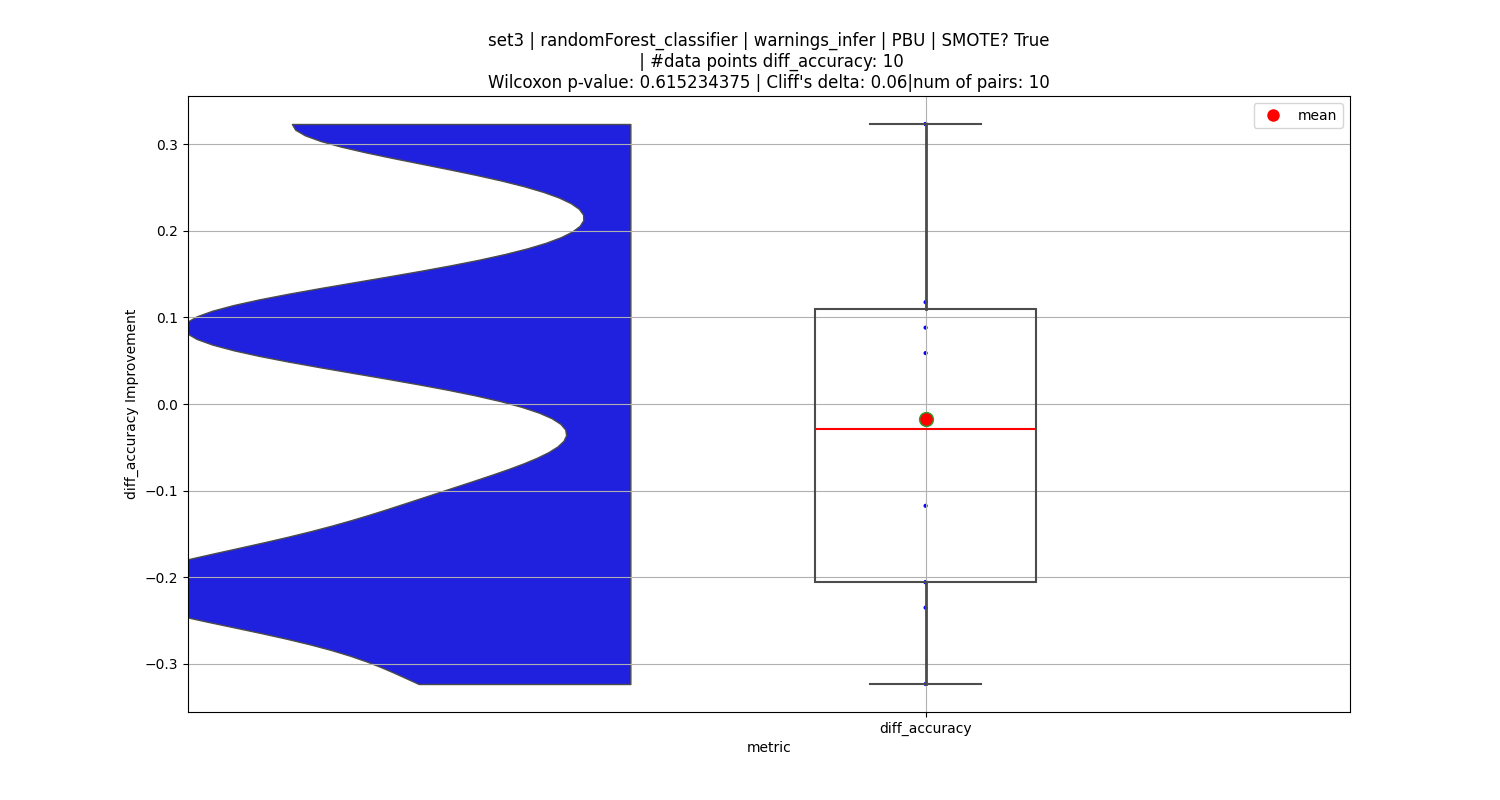 set3 | randomForest_classifier | warnings_infer | PBU | SMOTE? True
| #data points diff_accuracy: 10
Wilcoxon p-value: 0.615234375 | Cliff's delta: 0.06|num of pairs: 10
mean
0.3
0.2
0.1
0.0
−0.1
−0.2
−0.3
diff_accuracy Improvement
diff_accuracy
metric